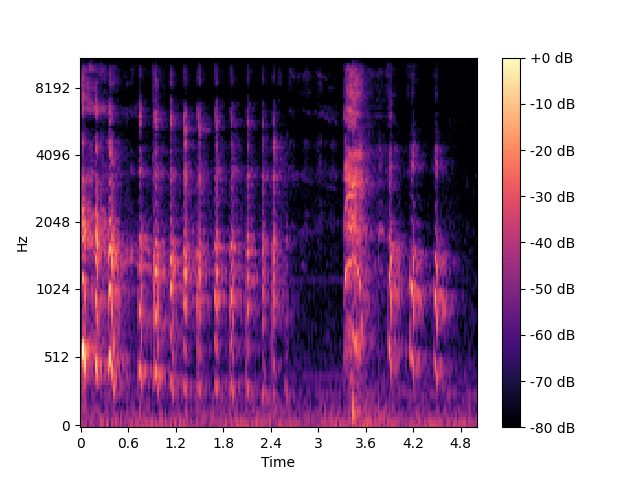 +0 dB
8192
-10 dB
4096
-20 dB
-30 dB
2048
Hz
-40 dB
1024
-50 dB
512
-60 dB
-70 dB
0
-80 dB
0 0.6 1.2 1.8 2.4 3 3.6 4.2 4.8
Time